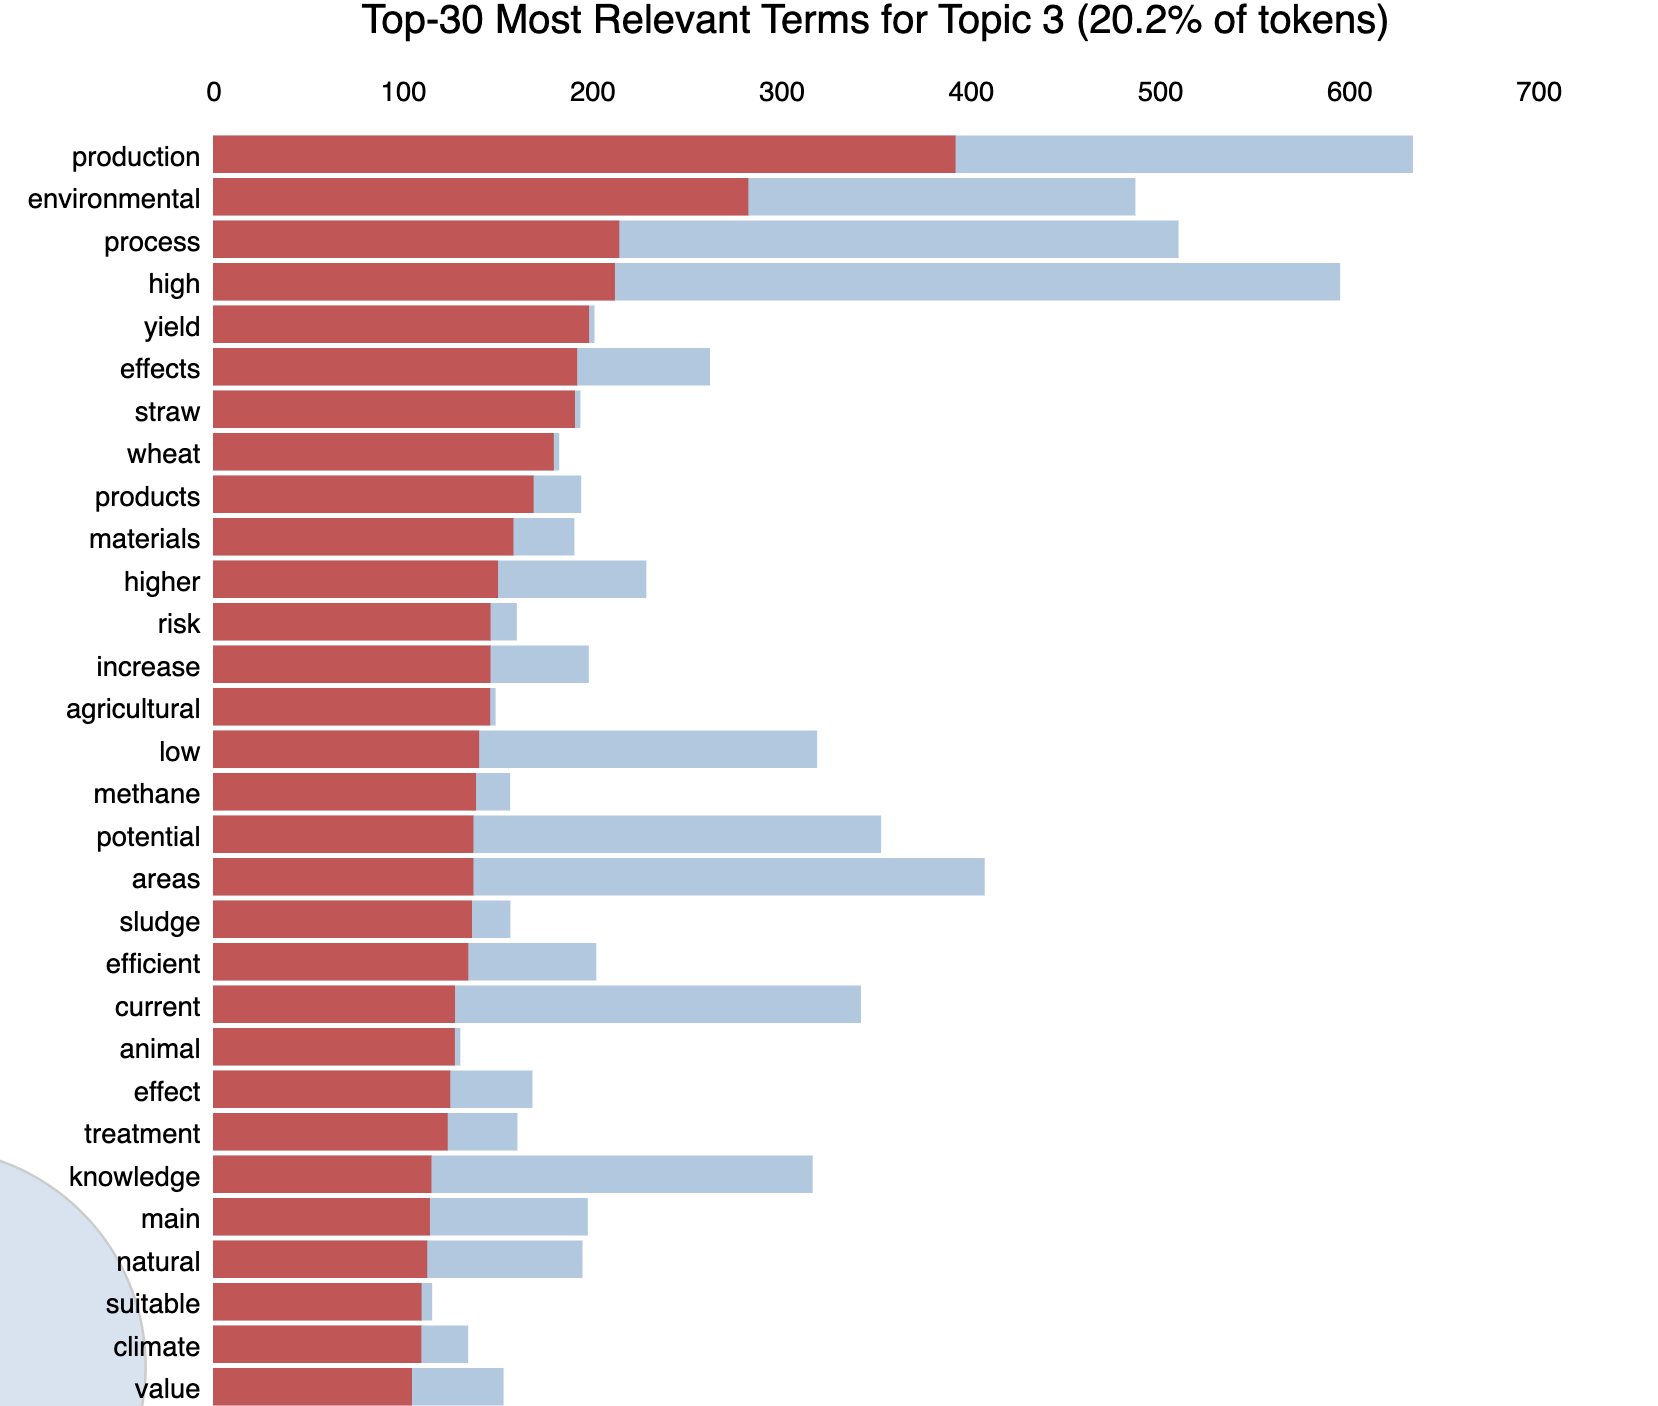 Top-30 Most Relevant Terms for Topic 3 (20.2% of tokens)
0 100 200 300 400 500 600 700
production
environmental
process
high
yield
effects
straw
wheat
products
materials
higher
risk
increase
agricultural
low
methane
potential
areas
sludge
efficient
current
animal
effect
treatment
knowledge
main
natural
suitable
climate
value